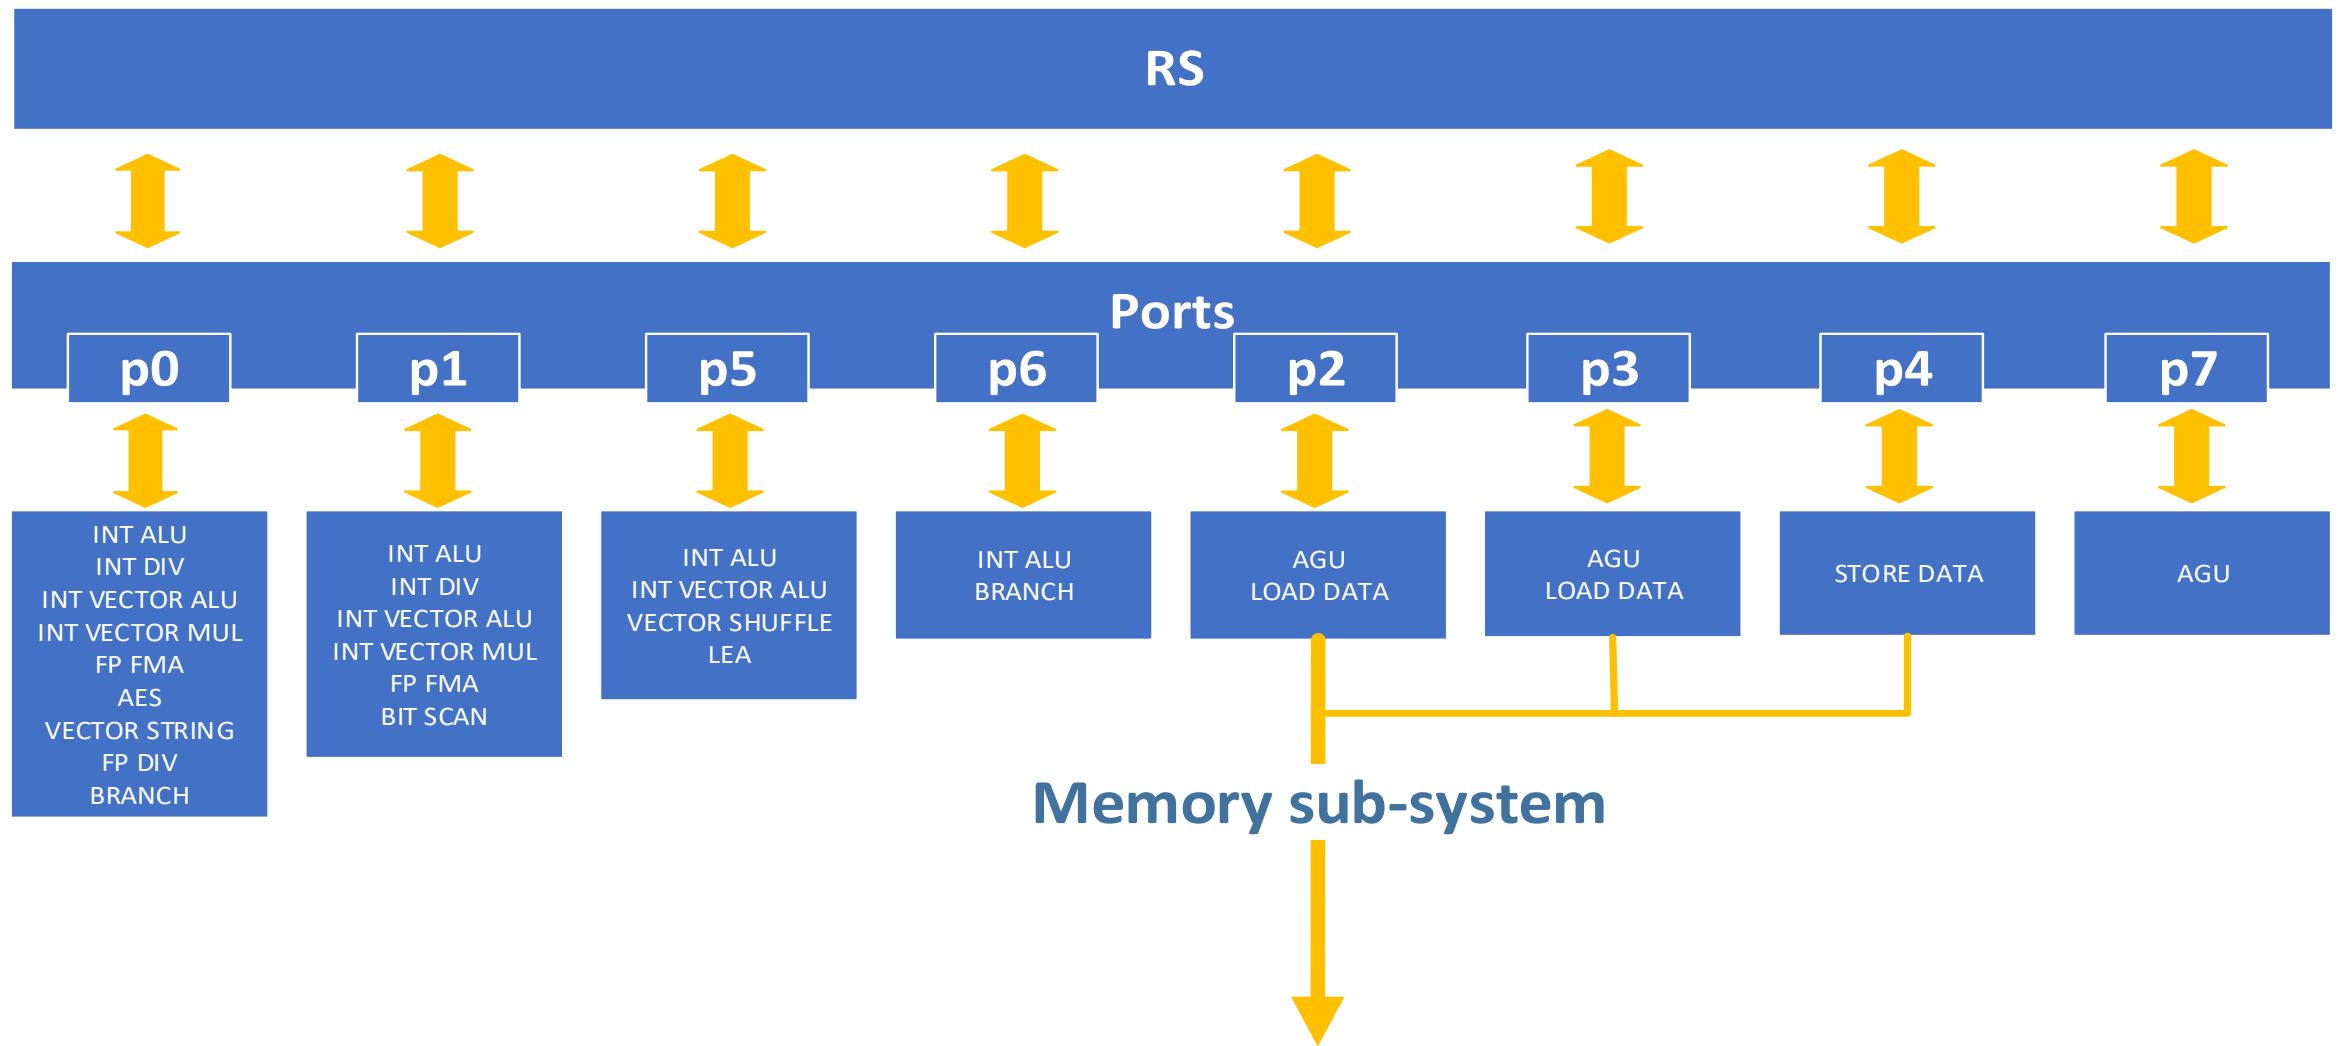 RS
Ports
p0
p1
p5
p6
p2
p3
p4
p7
INT ALU
INT DIV
INT VECTOR ALU
INT VECTOR MUL
FP FMA
AES
VECTOR STRING
FP DIV
BRANCH
INT ALU
INT DIV
INT VECTOR ALU
INT VECTOR MUL
FP FMA
BIT SCAN
INT ALU
INT VECTOR ALU
VECTOR SHUFFLE
LEA
INT ALU
BRANCH
AGU
LOAD DATA
AGU
LOAD DATA
STORE DATA
AGU
Memory sub-system